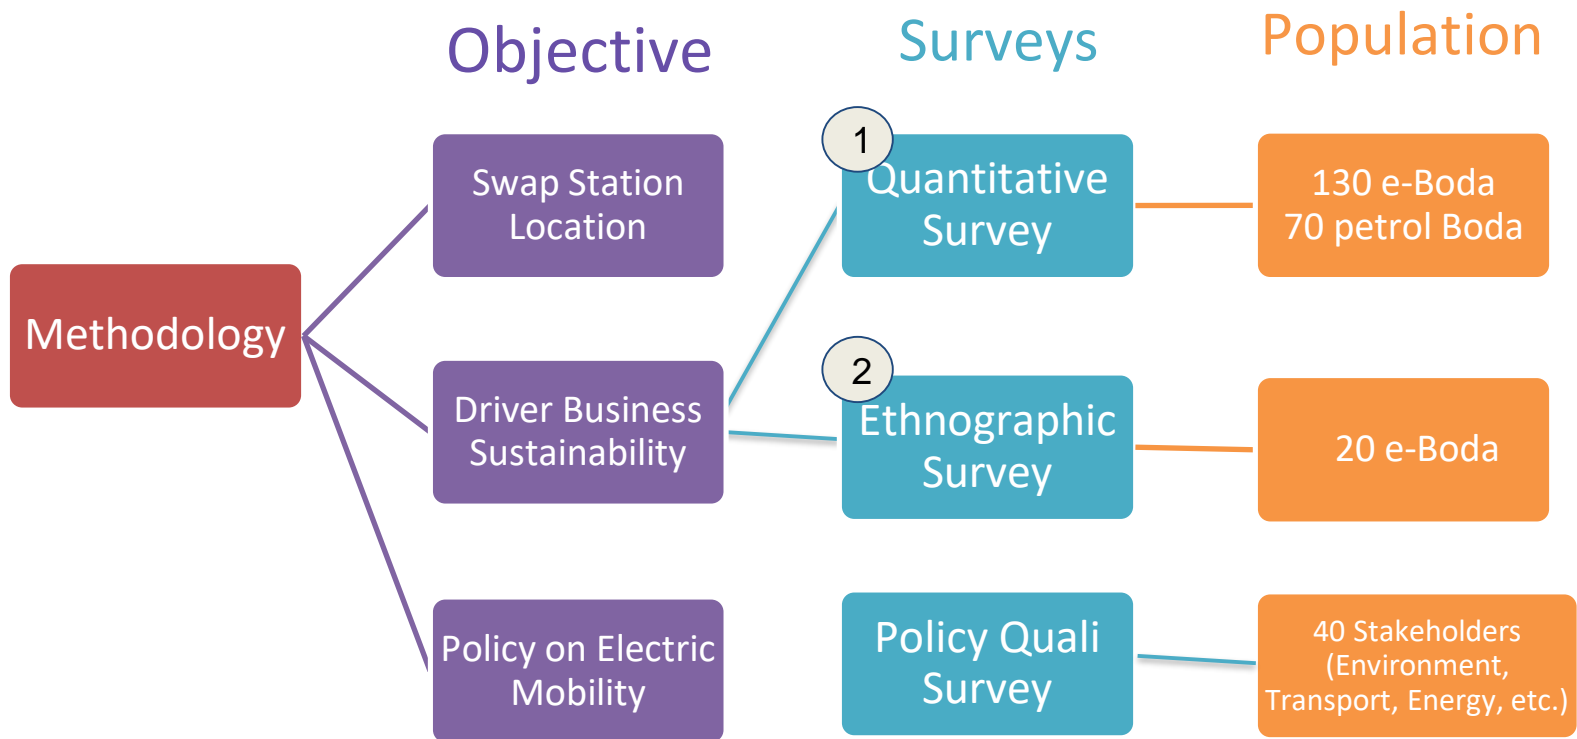 Objective
Surveys
Population
Methodology
Swap Station
Location
1
Quantitative
Survey
130 e-Boda
70 petrol Boda
Driver Business
Sustainability
2
Ethnographic
Survey
20 e-Boda
Policy on Electric
Mobility
Policy Quali
Survey
40 Stakeholders
(Environment,
Transport, Energy, etc.)